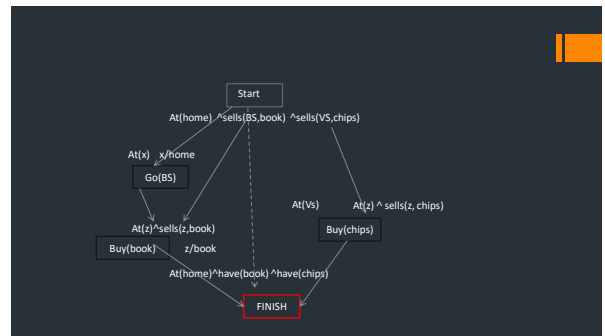 Start
At(home) ^sells(BS,book) ^sells(VS,chips)
At(x) x/home
Go(BS)
At(Vs) At(z) ^ sells(z, chips)
At(z)^sells(z,book)
Buy(chips)
Buy(book) z/book
At(home)^have(book) ^have(chips)
FINISH